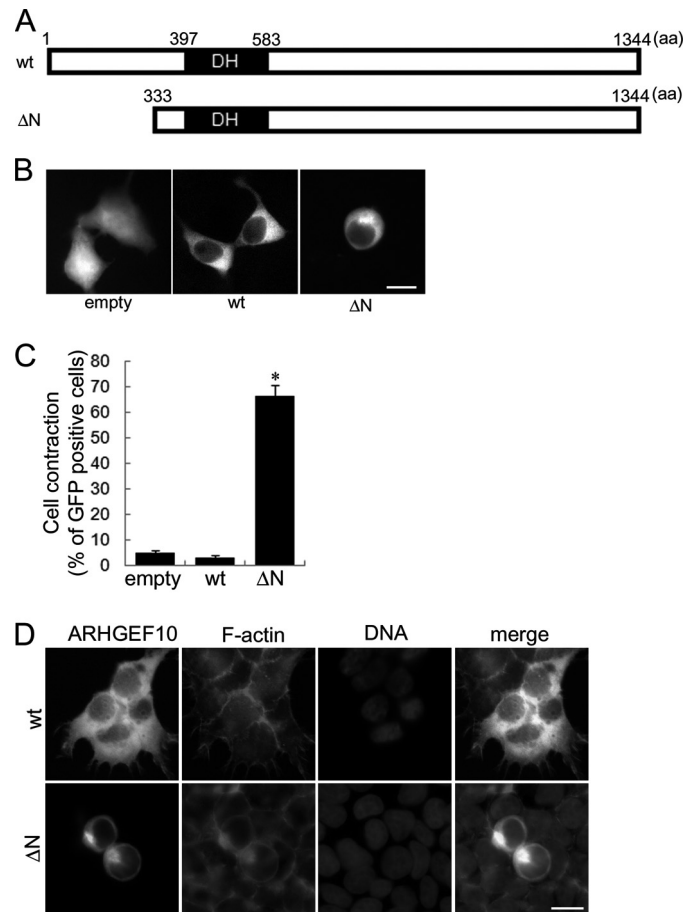 A
1 397 583 1344 (aa)
wt DH
333 1344 (aa)
ΔN DH
B
empty wt ΔN
C
Cell contraction
(% of GFP positive cells)
80
70
60
50
40
30
20
10
0
*
empty wt ΔN
D
ARHGEF10 F-actin DNA merge
wt
ΔN